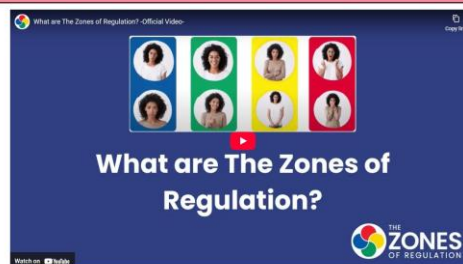 What are The Zones of Regulation? -Official Video-
Copy
What are The Zones of
Regulation?
THE
ZONES
OF REGULATION
Watch on YouTube